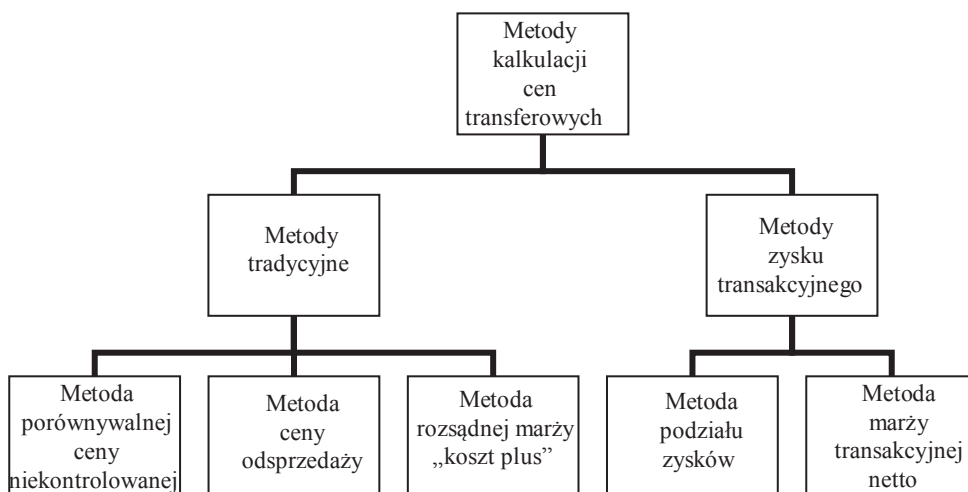 Metody
kalkulacji
cen
transferowych
Metody
tradycyjne
Metody
zysku
transakcyjnego
Metoda
porównywalnej
ceny
niekontrolowanej
Metoda
ceny
odsprzedaży
Metoda
rozsądnej marży
„koszt plus”
Metoda
podziału
zysków
Metoda
marży
transakcyjnej
netto